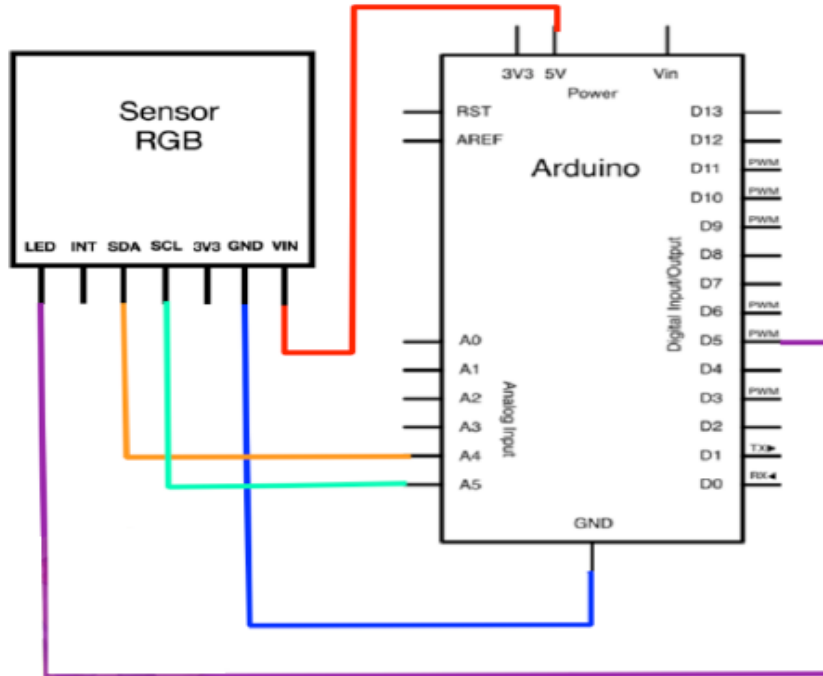 Sensor
RGB
LED INT SDA SCL 3V3 GND VIN
3V3 5V Vin
Power
RST
AREF
Arduino
A0
A1
A2
A3
A4
A5
Analog Input
D13
D12
D11 PWM
D10 PWM
D9 PWM
D8
D7
D6 PWM
D5 PWM
D4
D3 PWM
D2
D1 TX▶
D0 RX◀
Digital Input/Output
GND